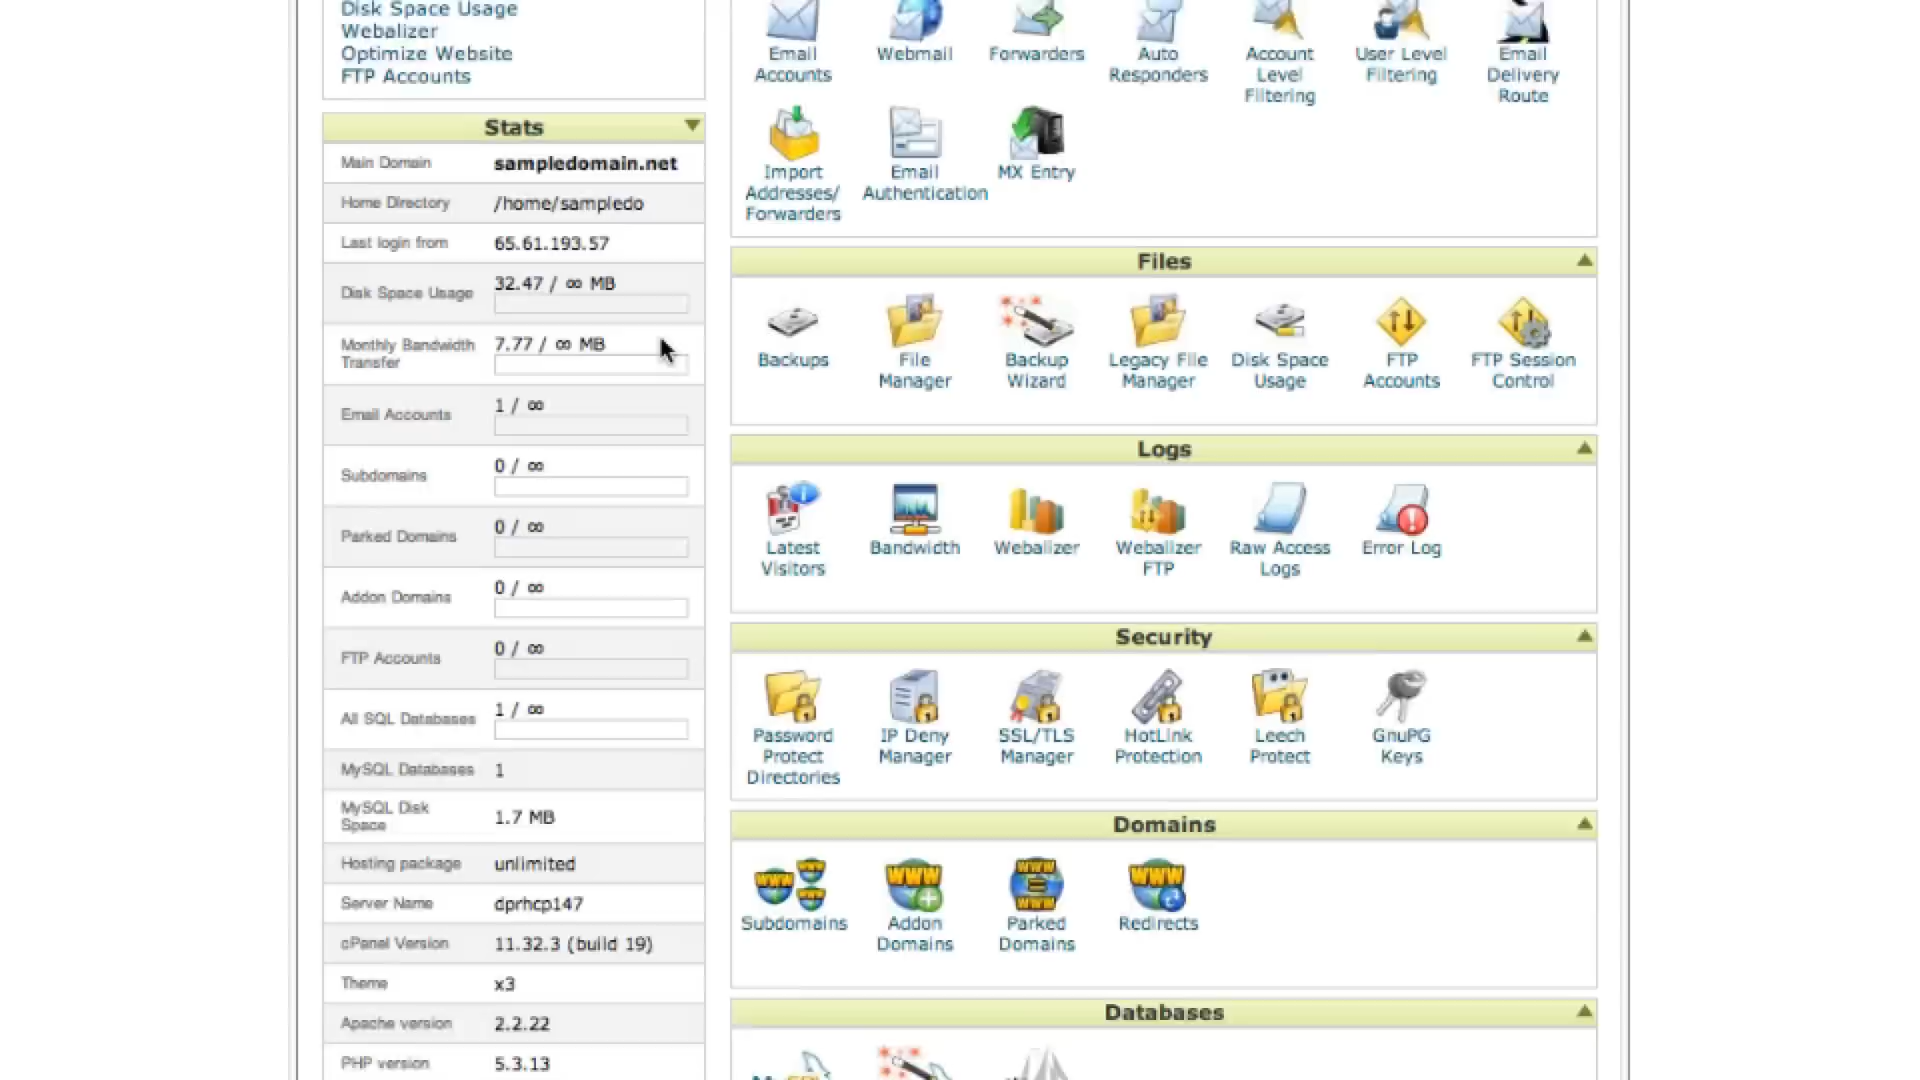 Disk Space Usage
Webalizer
Optimize Website
FTP Accounts
Stats
Main Domain sampledomain.net
Home Directory /home/sampledo
Last login from 65.61.193.57
Disk Space Usage 32.47 / ∞ MB
Monthly Bandwidth Transfer 7.77 / ∞ MB
Email Accounts 1 / ∞
Subdomains 0 / ∞
Parked Domains 0 / ∞
Addon Domains 0 / ∞
FTP Accounts 0 / ∞
All SQL Databases 1 / ∞
MySQL Databases 1
MySQL Disk Space 1.7 MB
Hosting package unlimited
Server Name dprhcp147
cPanel Version 11.32.3 (build 19)
Theme x3
Apache version 2.2.22
PHP version 5.3.13
Email Accounts
Webmail
Forwarders
Auto Responders
Account Level Filtering
User Level Filtering
Email Delivery Route
Import Addresses/ Forwarders
Email Authentication
MX Entry
Files
Backups
File Manager
Backup Wizard
Legacy File Manager
Disk Space Usage
FTP Accounts
FTP Session Control
Logs
Latest Visitors
Bandwidth
Webalizer
Webalizer FTP
Raw Access Logs
Error Log
Security
Password Protect Directories
IP Deny Manager
SSL/TLS Manager
HotLink Protection
Leech Protect
GnuPG Keys
Domains
Subdomains
Addon Domains
Parked Domains
Redirects
Databases